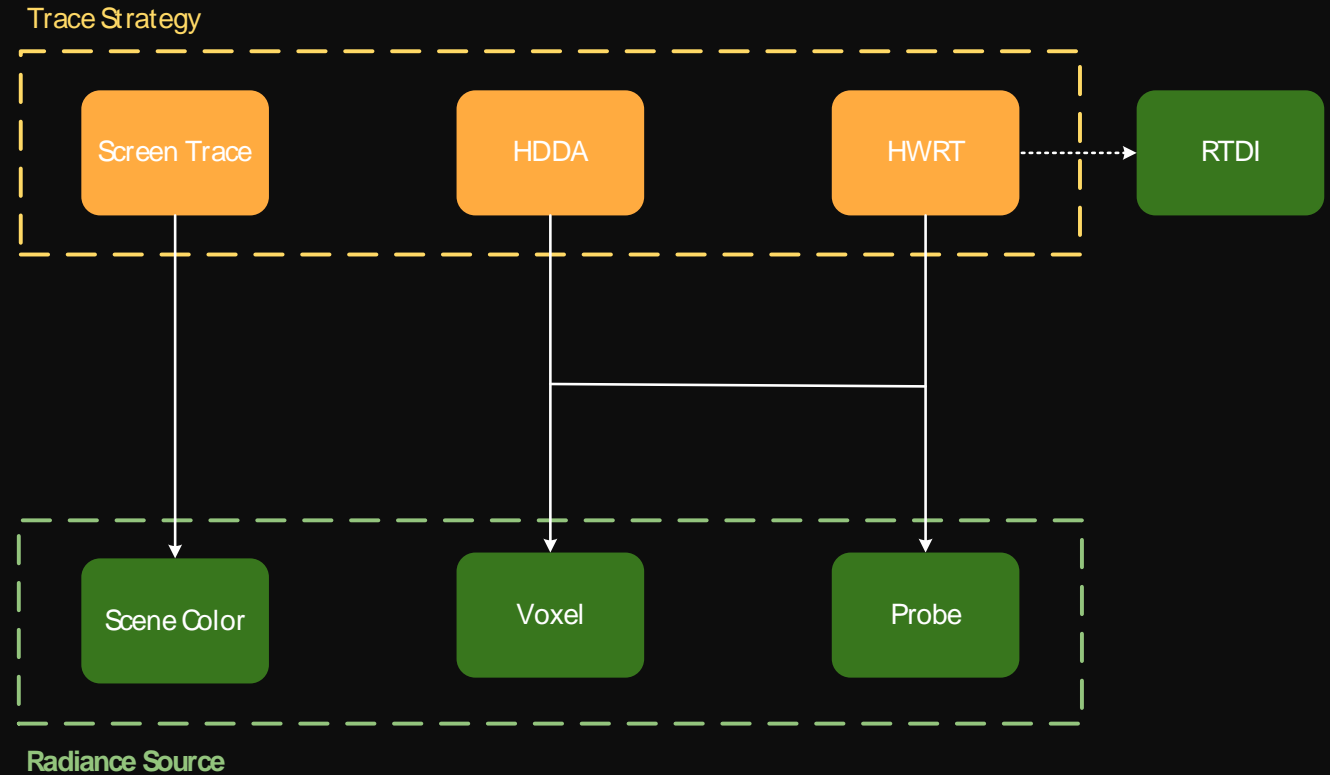 Trace Strategy
Screen Trace
HDDA
HWRT
RTDI
Scene Color
Voxel
Probe
Radiance Source